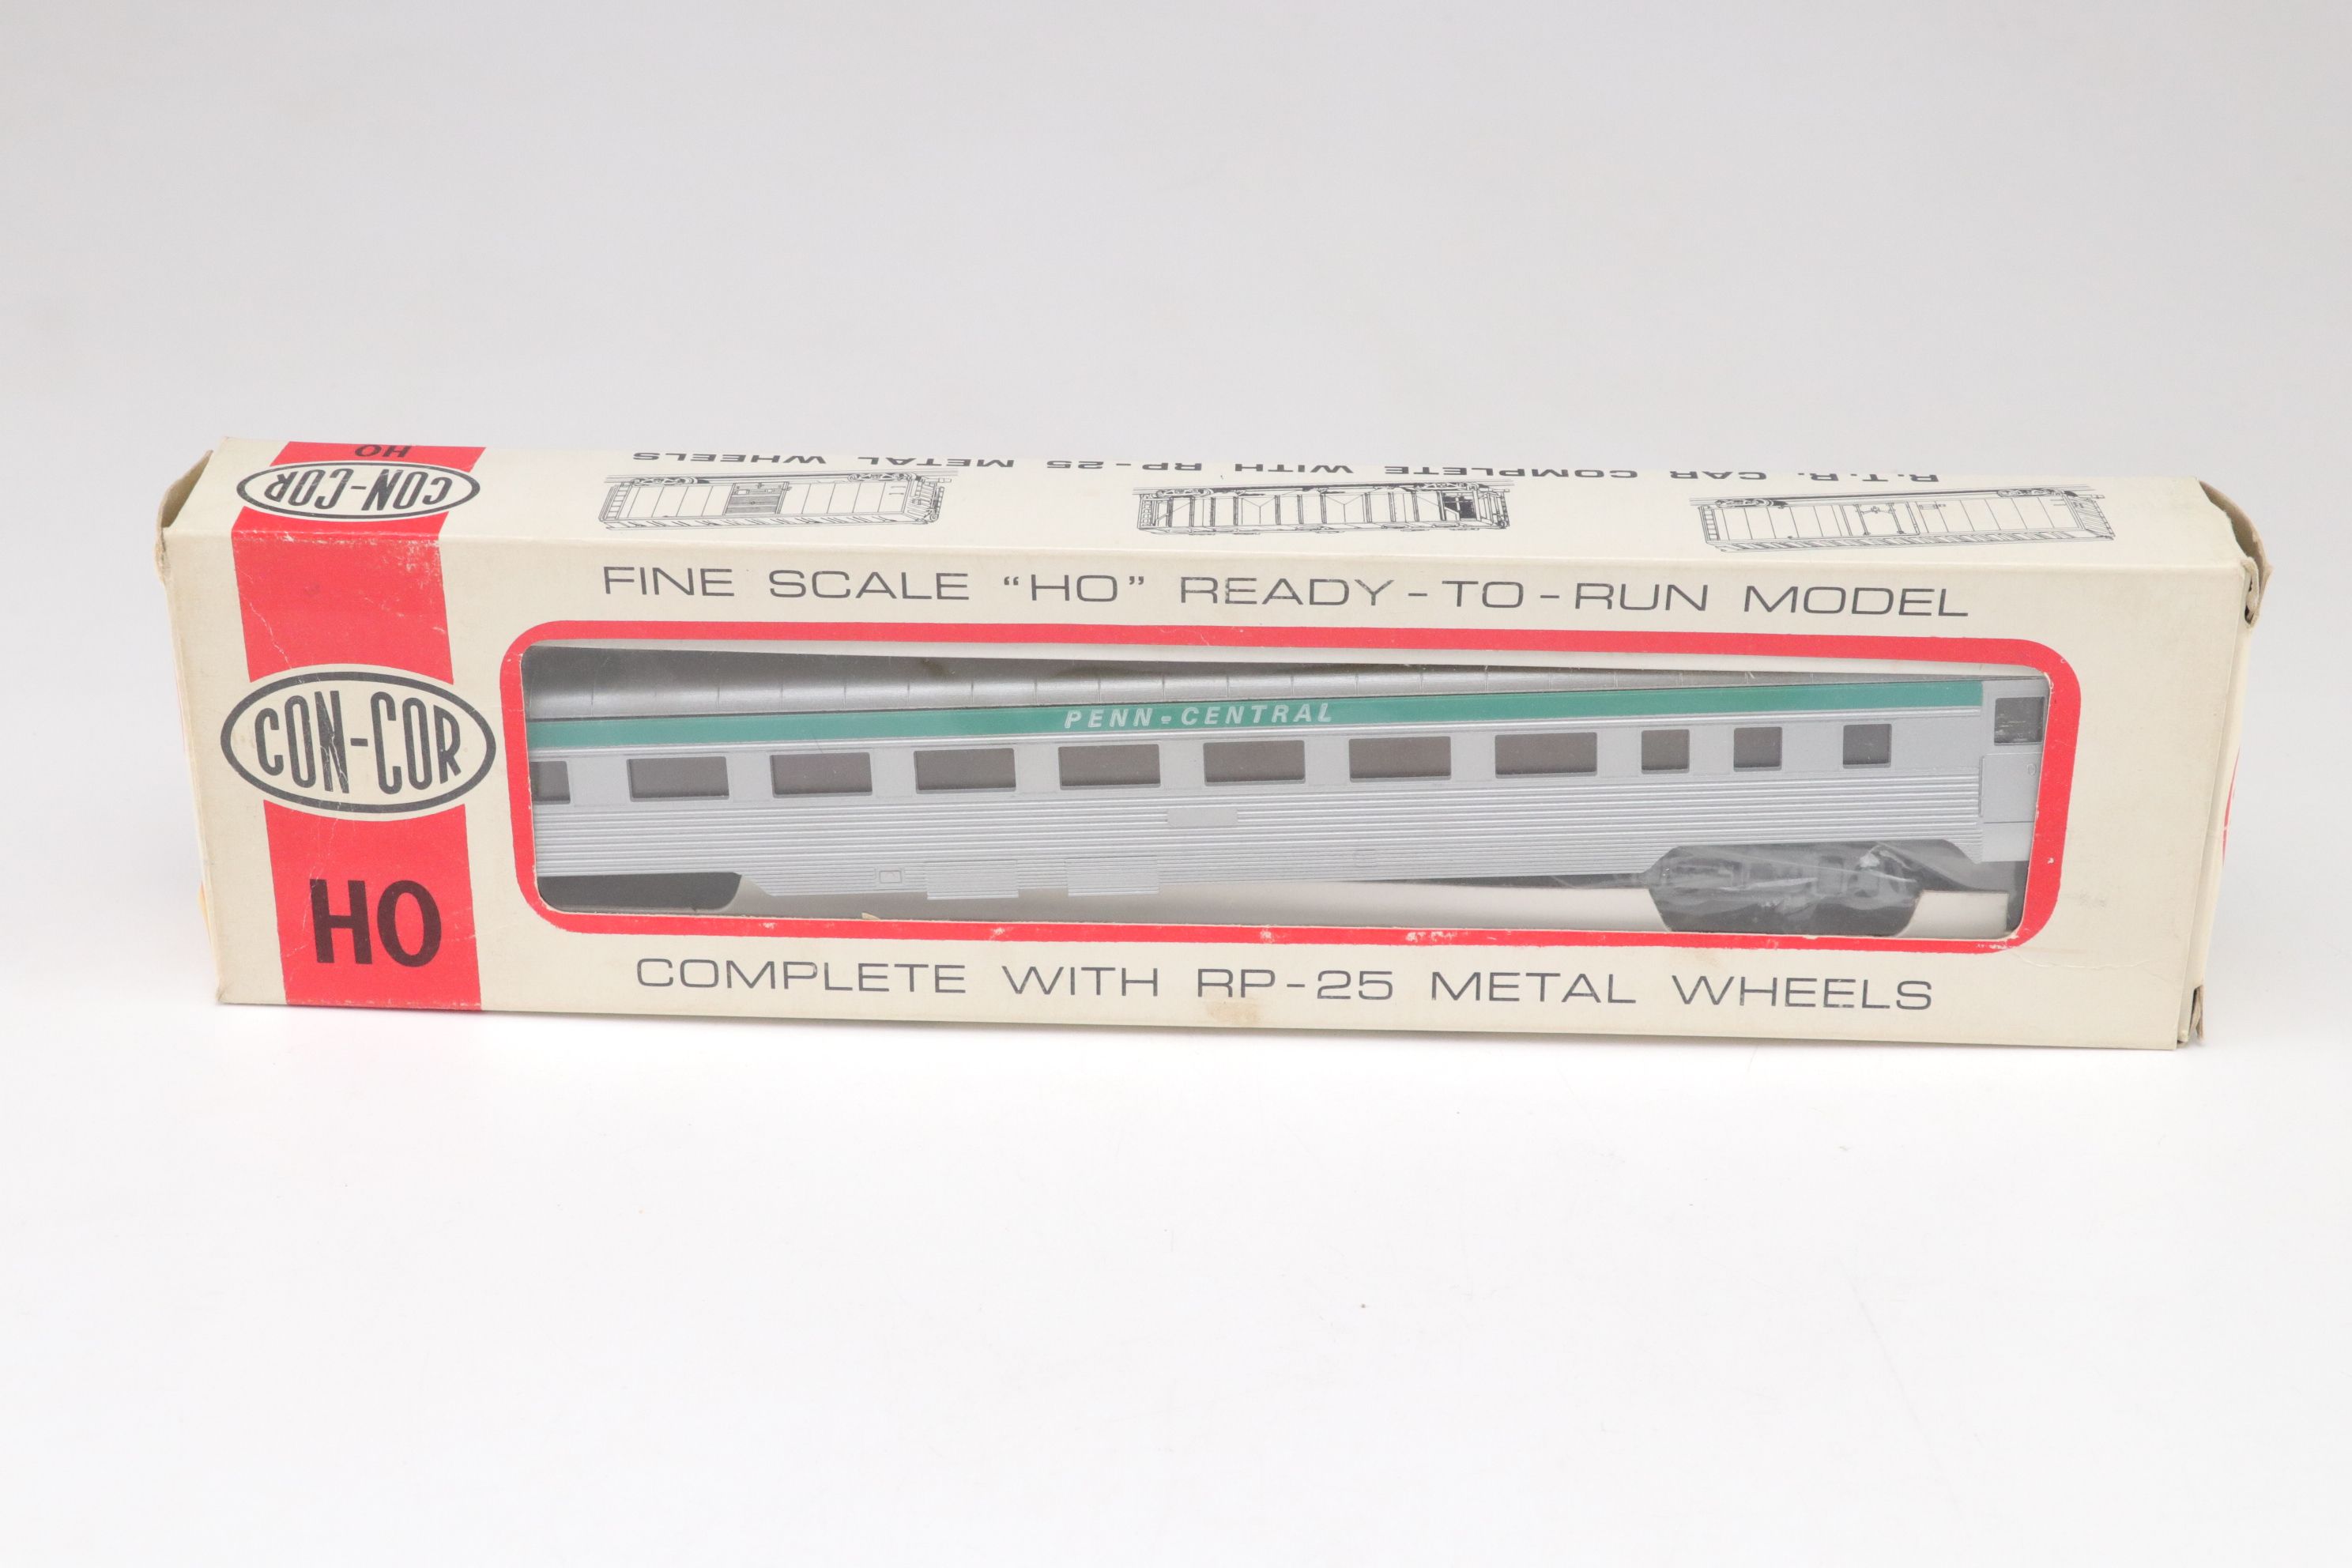 HO
CON-COR
R.T.R. CAR COMPLETE WITH RP-25 METAL WHEELS
FINE SCALE “HO” READY-TO-RUN MODEL
CON-COR
HO
PENN-CENTRAL
COMPLETE WITH RP-25 METAL WHEELS